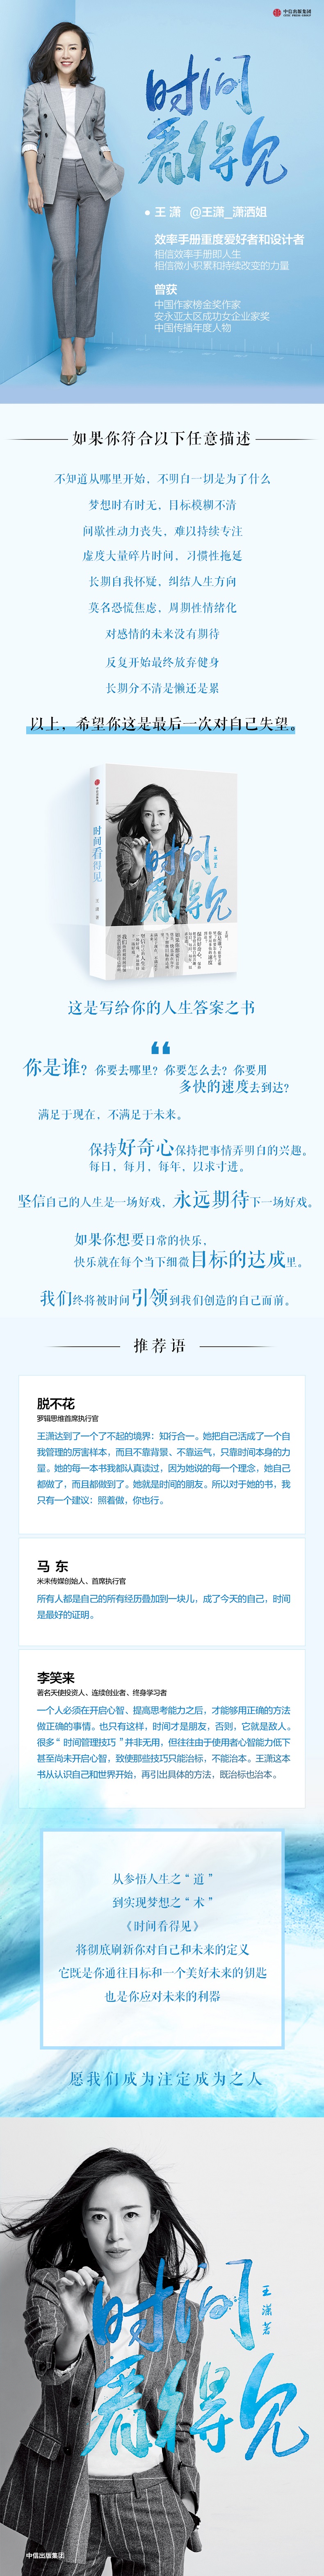 中信出版集团
时间
看得见
王 潇 @王潇_潇洒姐
效率手册重度爱好者和设计者
相信效率手册即人生
相信微小积累和持续改变的力量
曾获
中国作家榜金奖作家
安永亚太区成功女企业家奖
中国传播年度人物
如果你符合以下任意描述
不知道从哪里开始，不明白一切是为了什么
梦想时有时无，目标模糊不清
间歇性动力丧失，难以持续专注
虚度大量碎片时间，习惯性拖延
长期自我怀疑，纠结人生方向
莫名恐慌焦虑，周期性情绪化
对感情的未来没有期待
反复开始最终放弃健身
长期分不清是懒还是累
以上，希望你这是最后一次对自己失望。
时间看得见
王潇 著
时间
看得见
王潇 著
这是写给你的人生答案之书
“
你是谁？你要去哪里？你要怎么去？你要用
多快的速度去到达？
满足于现在，不满足于未来。
保持好奇心保持把事情弄明白的兴趣。
每日，每月，每年，以求寸进。
坚信自己的人生是一场好戏，永远期待下一场好戏。
如果你想要日常的快乐，
快乐就在每个当下细微目标的达成里。
我们终将被时间引领到我们创造的自己面前。
推荐语
脱不花
罗辑思维首席执行官
王潇达到了一个了不起的境界：知行合一。她把自己活成了一个自
我管理的厉害样本，而且不靠背景、不靠运气，只靠时间本身的力
量。她的每一本书我都认真读过，因为她说的每一个理念，她自己
都做了，而且都做到了。她就是时间的朋友。所以对于她的书，我
只有一个建议：照着做，你也行。
马 东
米未传媒创始人、首席执行官
所有人都是自己的所有经历叠加到一块儿，成了今天的自己，时间
是最好的证明。
李笑来
著名天使投资人、连续创业者、终身学习者
一个人必须在开启心智、提高思考能力之后，才能够用正确的方法
做正确的事情。也只有这样，时间才是朋友，否则，它就是敌人。
很多“时间管理技巧”并非无用，但往往由于使用者心智能力低下
甚至尚未开启心智，致使那些技巧只能治标，不能治本。王潇这本
书从认识自己和世界开始，再引出具体的方法，既治标也治本。
从参悟人生之“道”
到实现梦想之“术”
《时间看得见》
将彻底刷新你对自己和未来的定义
它既是你通往目标和一个美好未来的钥匙
也是你应对未来的利器
愿我们成为注定成为之人
时间
看得见
王潇 著
中信出版集团